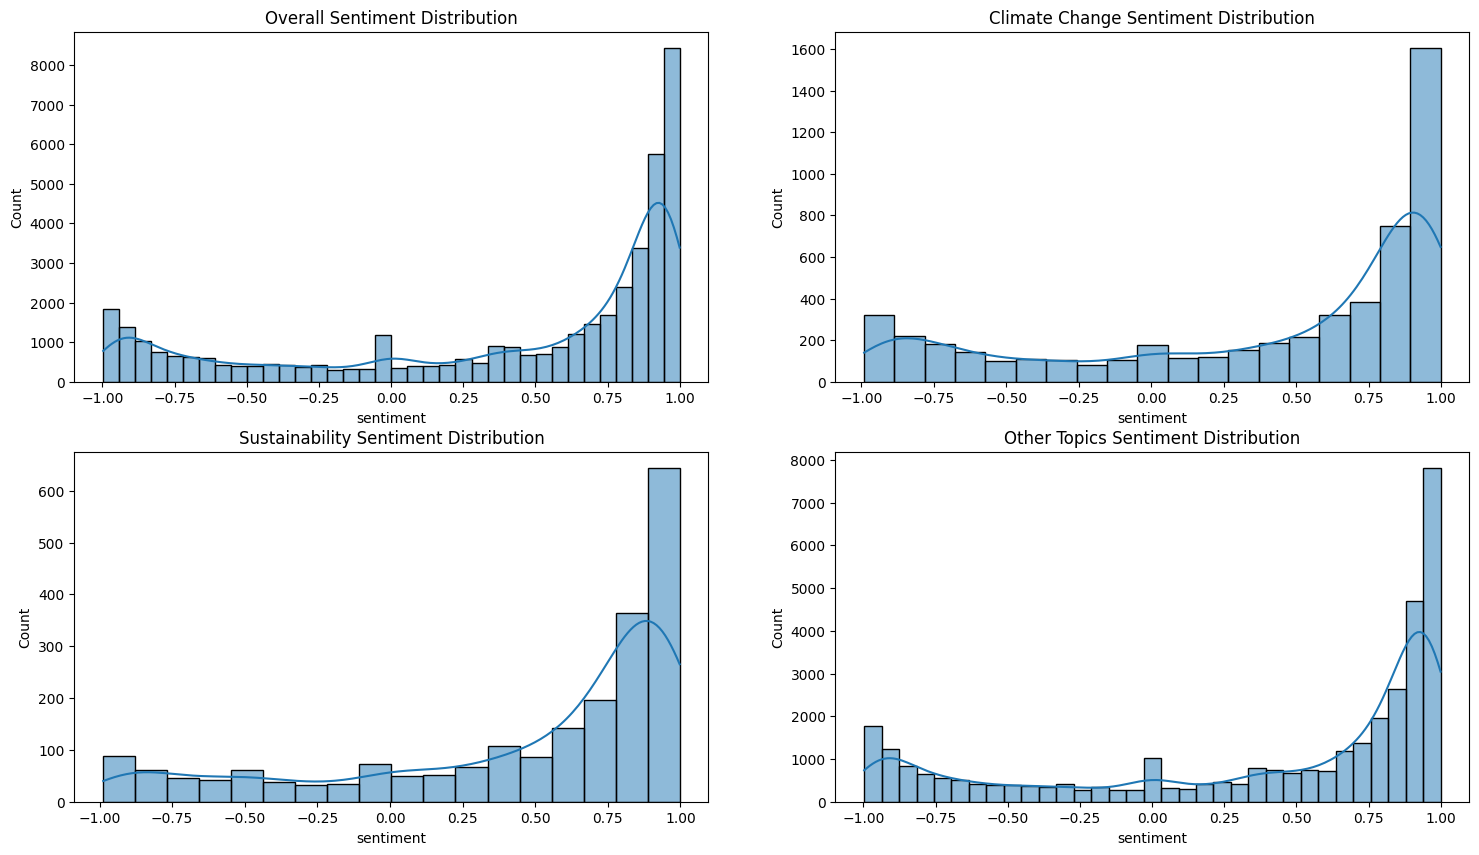 Overall Sentiment Distribution
Count
8000
7000
6000
5000
4000
3000
2000
1000
0
−1.00 −0.75 −0.50 −0.25 0.00 0.25 0.50 0.75 1.00
sentiment
Climate Change Sentiment Distribution
Count
1600
1400
1200
1000
800
600
400
200
0
−1.00 −0.75 −0.50 −0.25 0.00 0.25 0.50 0.75 1.00
sentiment
Sustainability Sentiment Distribution
Count
600
500
400
300
200
100
0
−1.00 −0.75 −0.50 −0.25 0.00 0.25 0.50 0.75 1.00
sentiment
Other Topics Sentiment Distribution
Count
8000
7000
6000
5000
4000
3000
2000
1000
0
−1.00 −0.75 −0.50 −0.25 0.00 0.25 0.50 0.75 1.00
sentiment